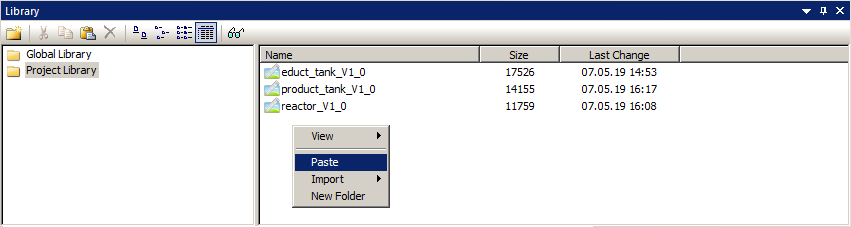 Library
Global Library
Project Library
Name Size Last Change
educt_tank_V1_0 17526 07.05.19 14:53
product_tank_V1_0 14155 07.05.19 16:17
reactor_V1_0 11759 07.05.19 16:08
View
Paste
Import
New Folder